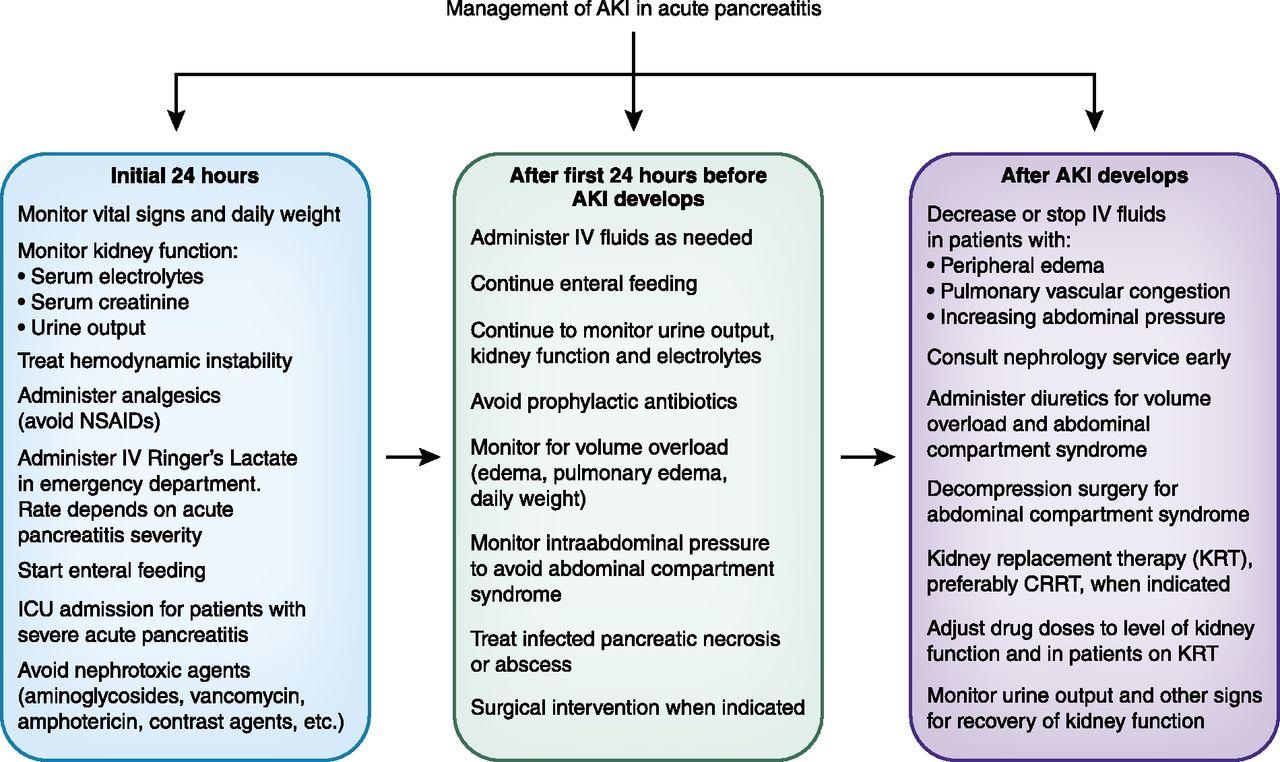 Management of AKI in acute pancreatitis
Initial 24 hours
Monitor vital signs and daily weight
Monitor kidney function:
• Serum electrolytes
• Serum creatinine
• Urine output
Treat hemodynamic instability
Administer analgesics
(avoid NSAIDs)
Administer IV Ringer's Lactate
in emergency department.
Rate depends on acute
pancreatitis severity
Start enteral feeding
ICU admission for patients with
severe acute pancreatitis
Avoid nephrotoxic agents
(aminoglycosides, vancomycin,
amphotericin, contrast agents, etc.)
After first 24 hours before
AKI develops
Administer IV fluids as needed
Continue enteral feeding
Continue to monitor urine output,
kidney function and electrolytes
Avoid prophylactic antibiotics
Monitor for volume overload
(edema, pulmonary edema,
daily weight)
Monitor intraabdominal pressure
to avoid abdominal compartment
syndrome
Treat infected pancreatic necrosis
or abscess
Surgical intervention when indicated
After AKI develops
Decrease or stop IV fluids
in patients with:
• Peripheral edema
• Pulmonary vascular congestion
• Increasing abdominal pressure
Consult nephrology service early
Administer diuretics for volume
overload and abdominal
compartment syndrome
Decompression surgery for
abdominal compartment syndrome
Kidney replacement therapy (KRT),
preferably CRRT, when indicated
Adjust drug doses to level of kidney
function and in patients on KRT
Monitor urine output and other signs
for recovery of kidney function